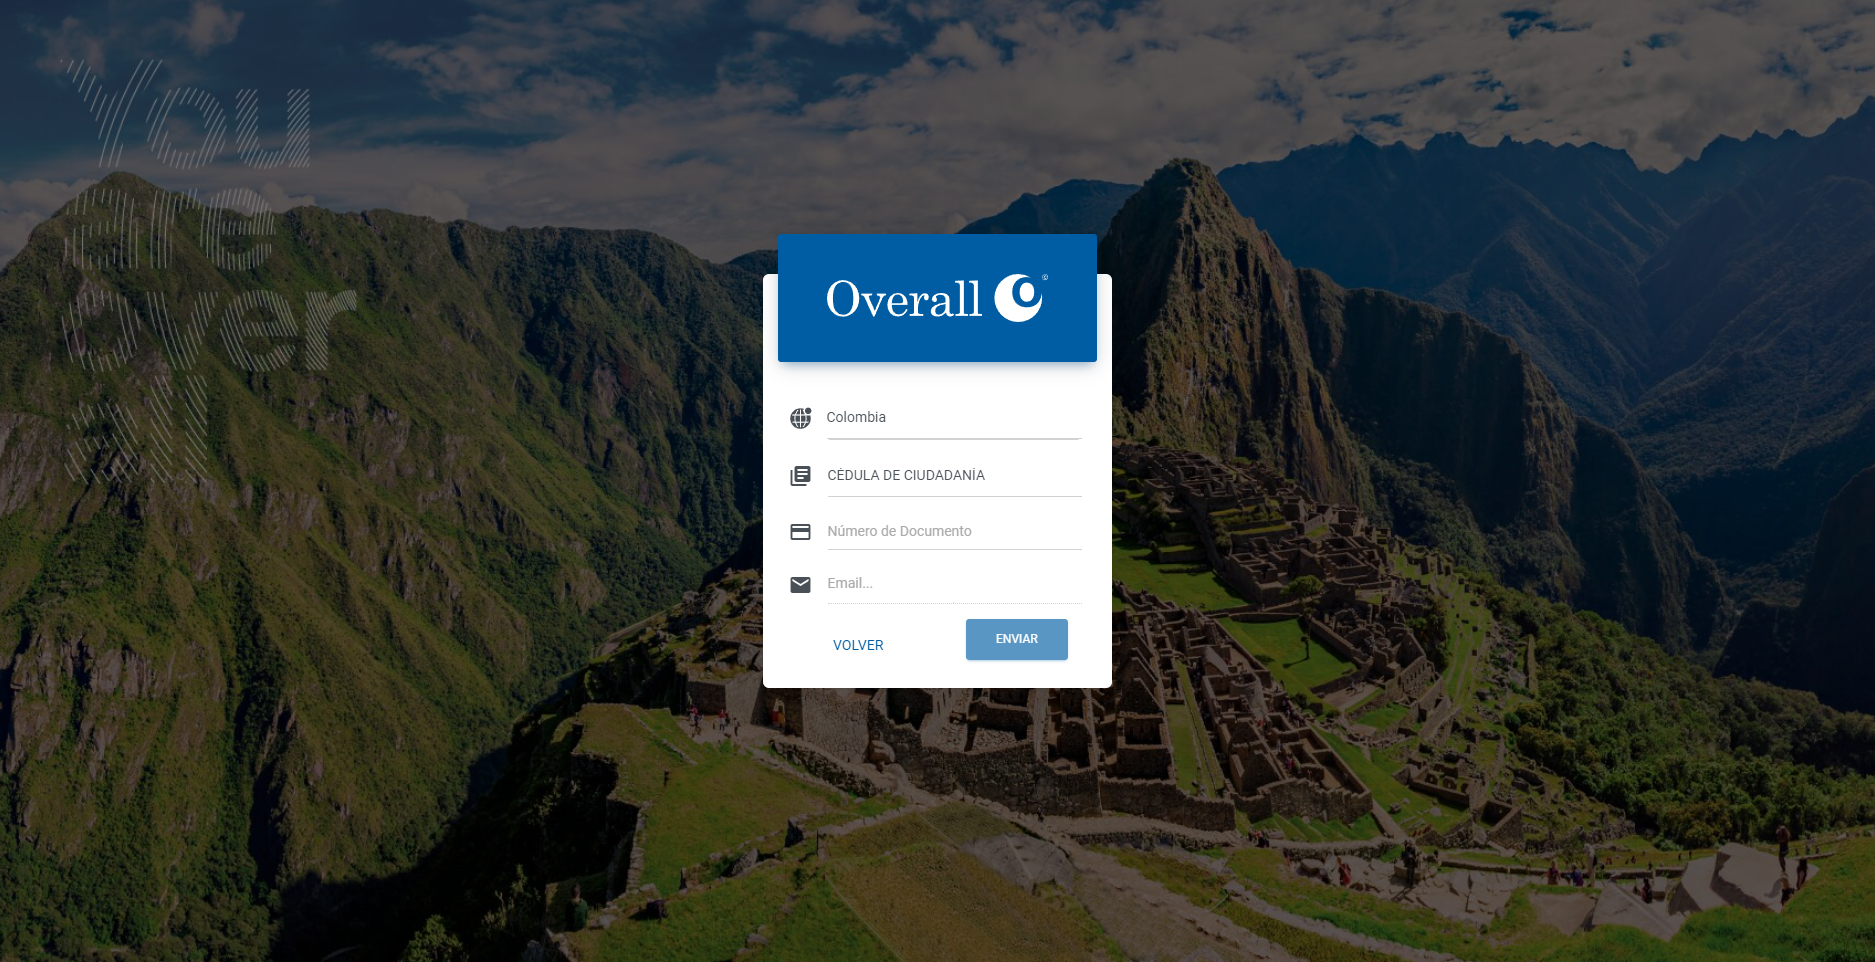 You
are
over
all
Overall
©
Colombia
CÉDULA DE CIUDADANÍA
Número de Documento
Email...
VOLVER
ENVIAR